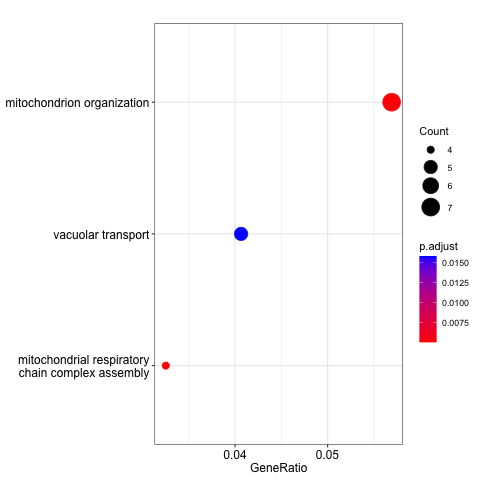 mitochondrion organization
vacuolar transport
mitochondrial respiratory
chain complex assembly
0.04
0.05
GeneRatio
Count
4
5
6
7
p.adjust
0.0150
0.0125
0.0100
0.0075